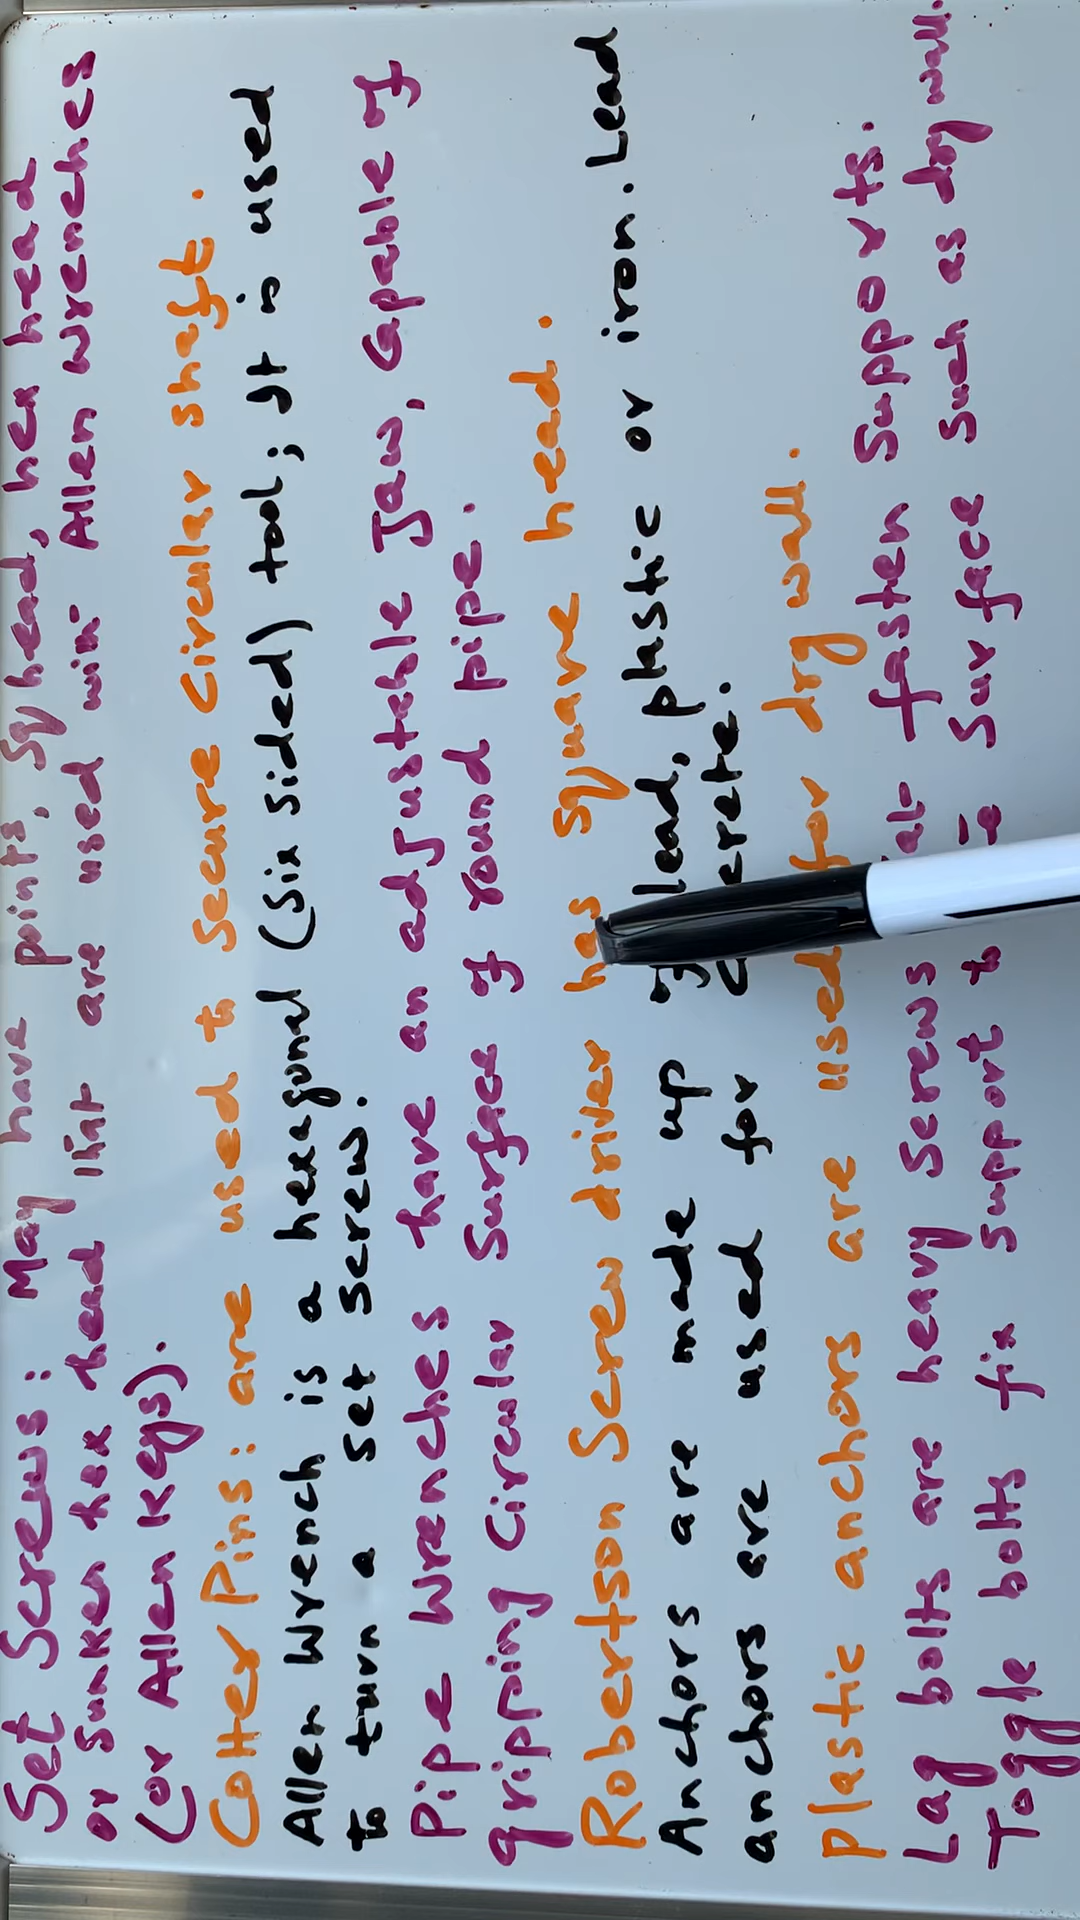 Set Screws: May have points, sq head, hex head
or sunken hex head that are used with Allen wrenches
(or Allen Keys).
Cotter Pins: are used to secure circular shaft.
Allen Wrench is a hexagonal (six sided) tool; It is used
to turn a set screw.
Pipe Wrenches have an adjustable Jaw, capable of
gripping circular surface of round pipe.
Robertson Screw driver has square head.
Anchors are made up of lead, plastic or iron. Lead
anchors are used for
plastic anchors are used for dry wall.
Lag bolts are heavy screws fasten supports.
Toggle bolts fix support to surface such as dry wall.